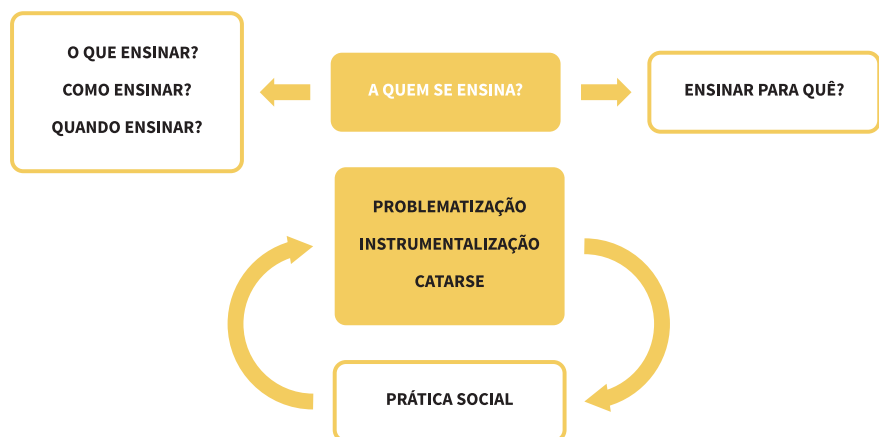 O QUE ENSINAR?
COMO ENSINAR?
QUANDO ENSINAR?
A QUEM SE ENSINA?
ENSINAR PARA QUÊ?
PROBLEMATIZAÇÃO
INSTRUMENTALIZAÇÃO
CATARSE
PRÁTICA SOCIAL